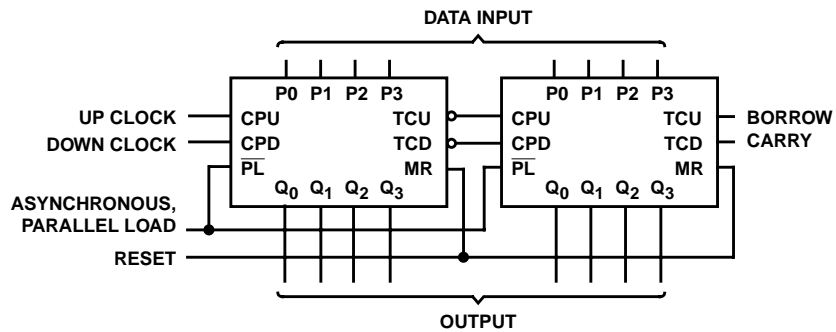 DATA INPUT
P0 P1 P2 P3
P0 P1 P2 P3
UP CLOCK
CPU
TCU
CPU
TCU
BORROW
DOWN CLOCK
CPD
TCD
CPD
TCD
CARRY
PL
MR
PL
MR
Q0 Q1 Q2 Q3
Q0 Q1 Q2 Q3
ASYNCHRONOUS,
PARALLEL LOAD
RESET
OUTPUT